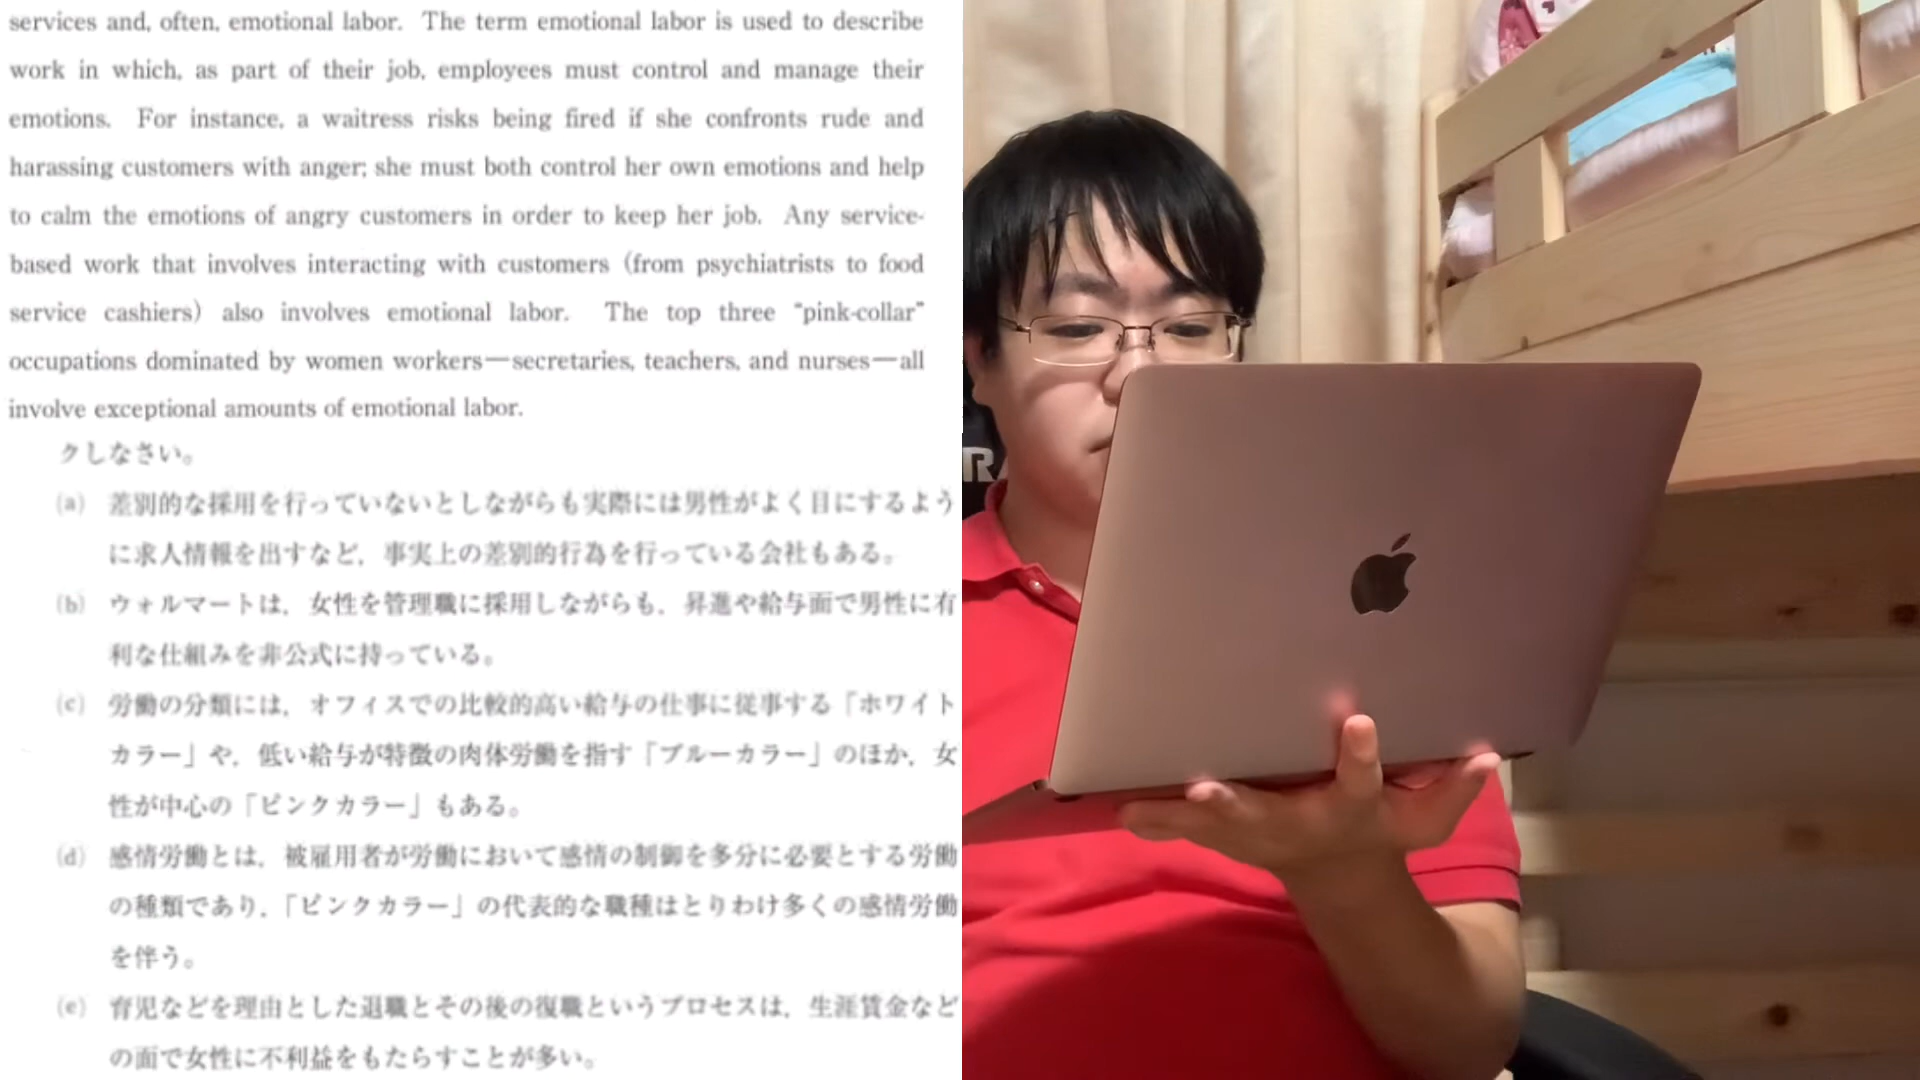 services and, often, emotional labor. The term emotional labor is used to describe
work in which, as part of their job, employees must control and manage their
emotions. For instance, a waitress risks being fired if she confronts rude and
harassing customers with anger; she must both control her own emotions and help
to calm the emotions of angry customers in order to keep her job. Any service-
based work that involves interacting with customers (from psychiatrists to food
service cashiers) also involves emotional labor. The top three “pink-collar”
occupations dominated by women workers—secretaries, teachers, and nurses—all
involve exceptional amounts of emotional labor.
クしなさい。
(a) 差別的な採用を行っていないとしながらも実際には男性がよく目にするよう
に求人情報を出すなど，事実上の差別的行為を行っている会社もある。
(b) ウォルマートは，女性を管理職に採用しながらも，昇進や給与面で男性に有
利な仕組みを非公式に持っている。
(c) 労働の分類には，オフィスでの比較的高い給与の仕事に従事する「ホワイト
カラー」や，低い給与が特徴の肉体労働を指す「ブルーカラー」のほか，女
性が中心の「ピンクカラー」もある。
(d) 感情労働とは，被雇用者が労働において感情の制御を多分に必要とする労働
の種類であり，「ピンクカラー」の代表的な職種はとりわけ多くの感情労働
を伴う。
(e) 育児などを理由とした退職とその後の復職というプロセスは，生涯賃金など
の面で女性に不利益をもたらすことが多い。